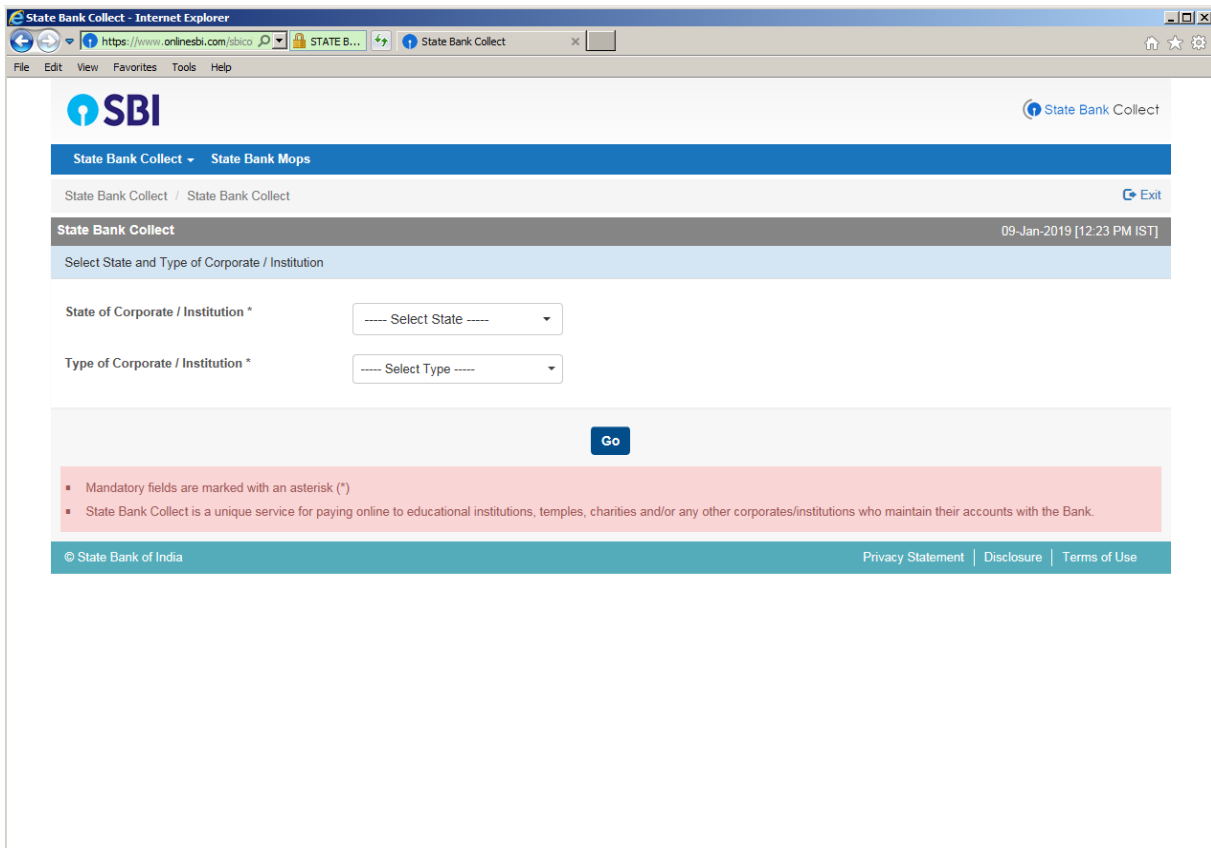 State Bank Collect - Internet Explorer
https://www.onlinesbi.com/sbico STATE B... State Bank Collect
File Edit View Favorites Tools Help
SBI
State Bank Collect
State Bank Collect State Bank Mops
State Bank Collect / State Bank Collect Exit
State Bank Collect 09-Jan-2019 [12:23 PM IST]
Select State and Type of Corporate / Institution
State of Corporate / Institution * ----- Select State -----
Type of Corporate / Institution * ----- Select Type -----
Go
Mandatory fields are marked with an asterisk (*)
State Bank Collect is a unique service for paying online to educational institutions, temples, charities and/or any other corporates/institutions who maintain their accounts with the Bank.
© State Bank of India Privacy Statement | Disclosure | Terms of Use